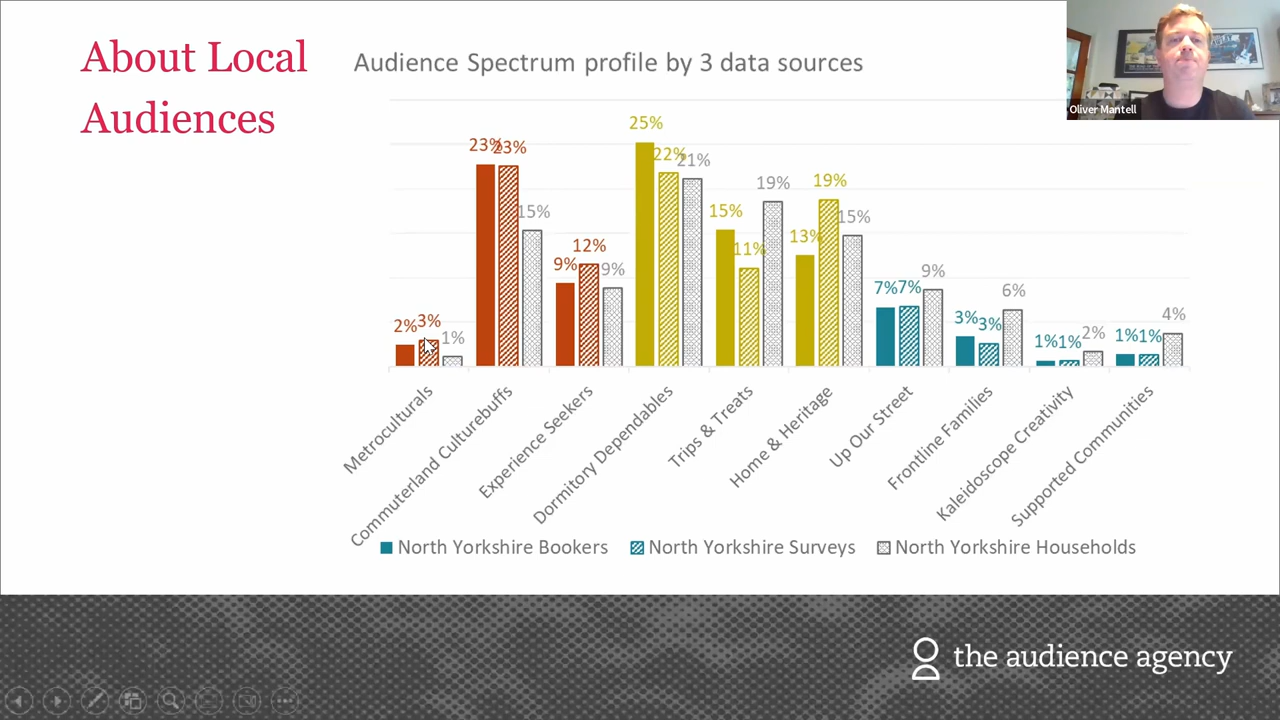 About Local
Audiences
Audience Spectrum profile by 3 data sources
Oliver Mantell
2% 3% 1%
23% 23% 15%
9% 12% 9%
25% 22% 21%
15% 11% 19%
13% 19% 15%
7% 7% 9%
3% 3% 6%
1% 1% 2%
1% 1% 4%
Metroculturals
Commuterland Culturebuffs
Experience Seekers
Dormitory Dependables
Trips & Treats
Home & Heritage
Up Our Street
Frontline Families
Kaleidoscope Creativity
Supported Communities
North Yorkshire Bookers
North Yorkshire Surveys
North Yorkshire Households
the audience agency